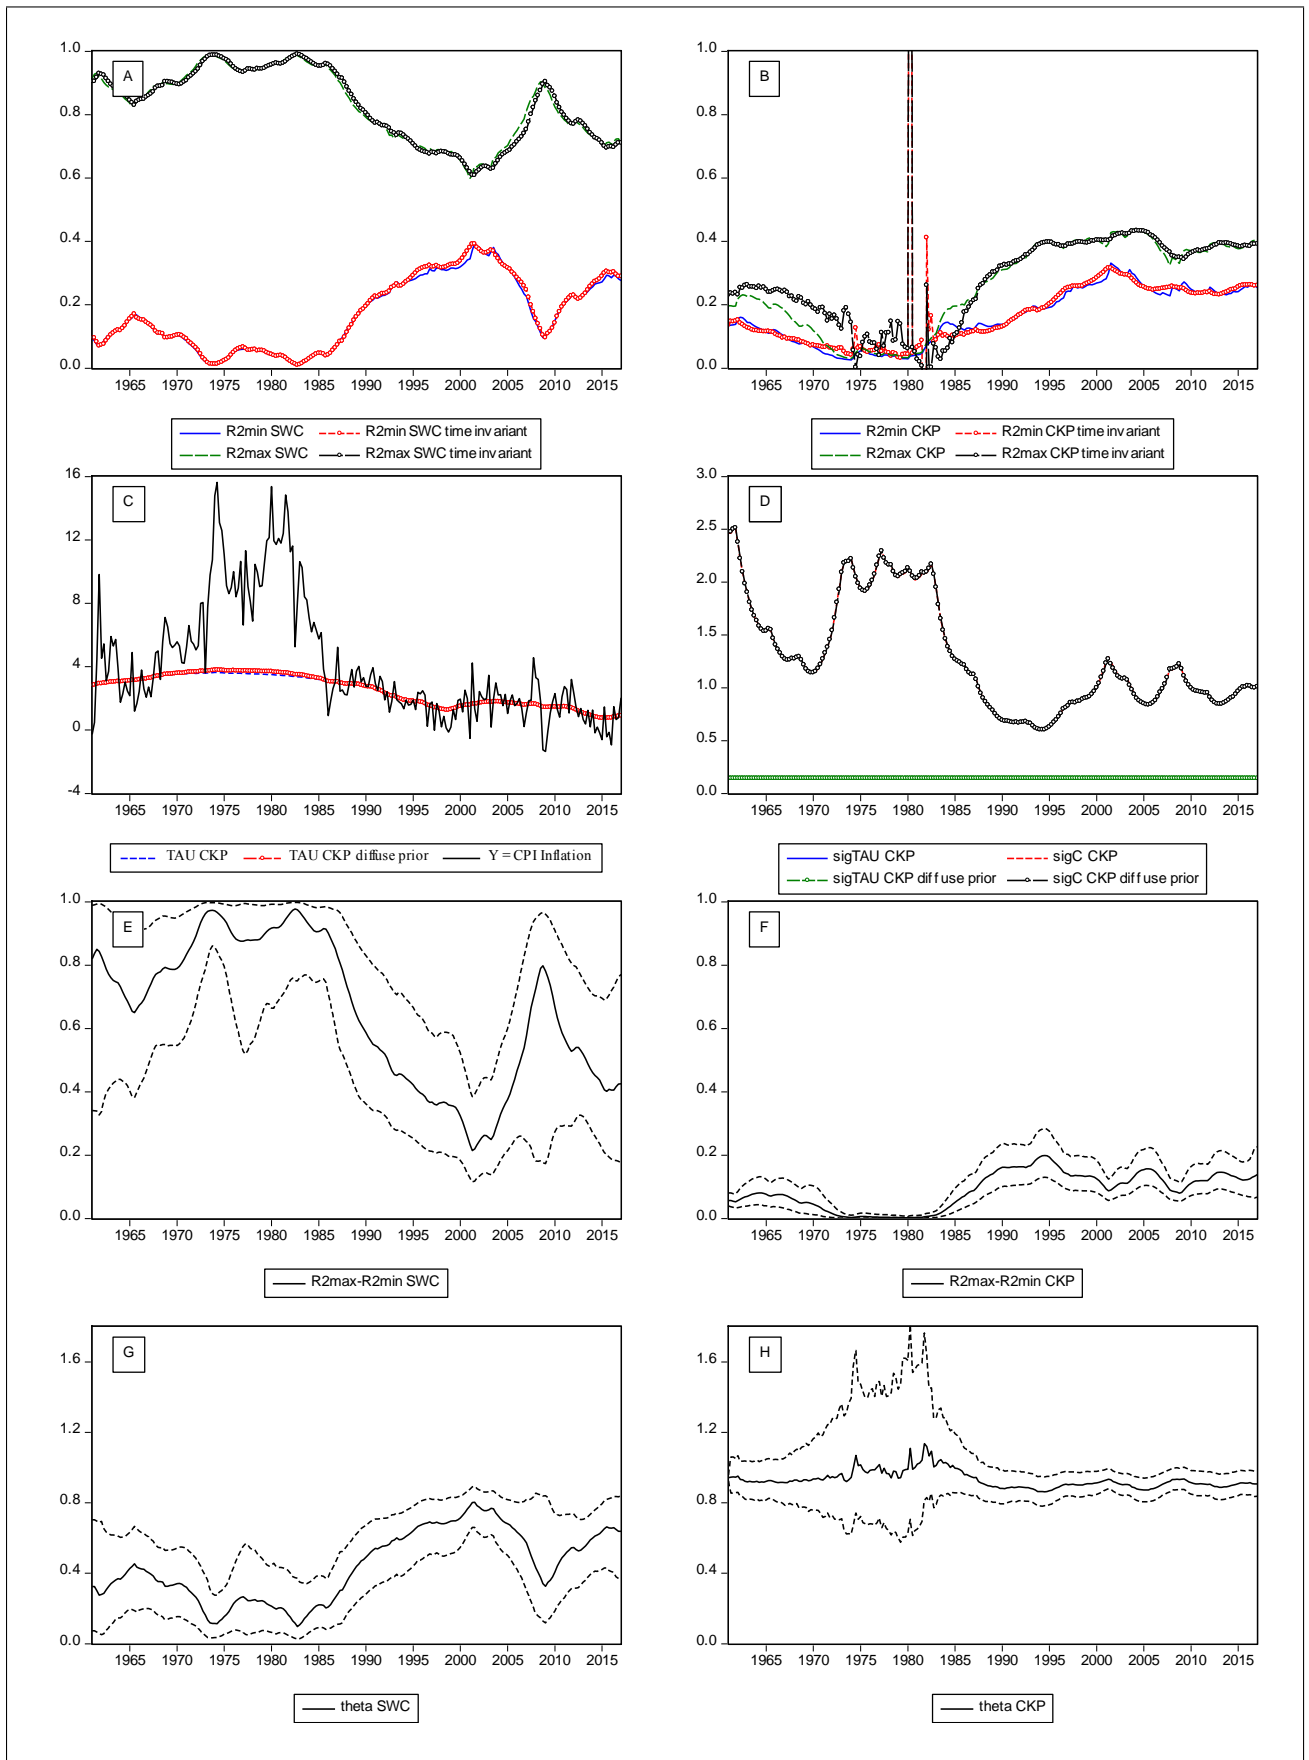 A
1.0
0.8
0.6
0.4
0.2
0.0
1965 1970 1975 1980 1985 1990 1995 2000 2005 2010 2015
R2min SWC R2min SWC time invariant
R2max SWC R2max SWC time invariant
B
1.0
0.8
0.6
0.4
0.2
0.0
1965 1970 1975 1980 1985 1990 1995 2000 2005 2010 2015
R2min CKP R2min CKP time invariant
R2max CKP R2max CKP time invariant
C
16
12
8
4
0
-4
1965 1970 1975 1980 1985 1990 1995 2000 2005 2010 2015
TAU CKP TAU CKP diffuse prior Y = CPI Inflation
D
3.0
2.5
2.0
1.5
1.0
0.5
0.0
1965 1970 1975 1980 1985 1990 1995 2000 2005 2010 2015
sigTAU CKP sigC CKP
sigTAU CKP diffuse prior sigC CKP diffuse prior
E
1.0
0.8
0.6
0.4
0.2
0.0
1965 1970 1975 1980 1985 1990 1995 2000 2005 2010 2015
R2max-R2min SWC
F
1.0
0.8
0.6
0.4
0.2
0.0
1965 1970 1975 1980 1985 1990 1995 2000 2005 2010 2015
R2max-R2min CKP
G
1.6
1.2
0.8
0.4
0.0
1965 1970 1975 1980 1985 1990 1995 2000 2005 2010 2015
theta SWC
H
1.6
1.2
0.8
0.4
0.0
1965 1970 1975 1980 1985 1990 1995 2000 2005 2010 2015
theta CKP